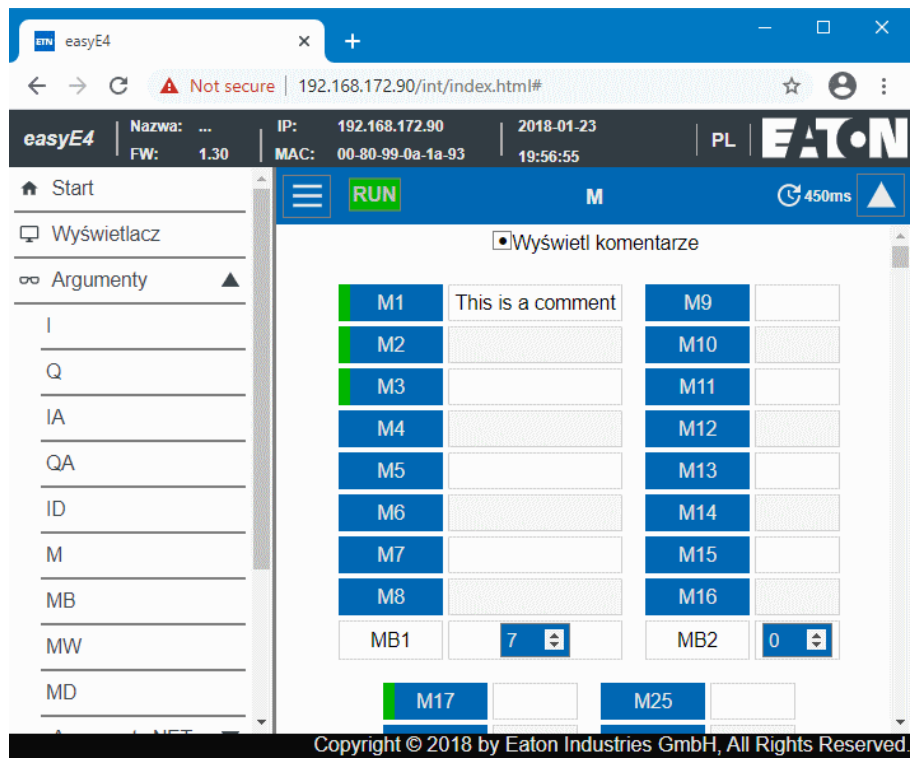 ETN easyE4
Not secure 192.168.172.90/int/index.html#
easyE4 Nazwa: ... IP: 192.168.172.90 2018-01-23 PL EATON
FW: 1.30 MAC: 00-80-99-0a-1a-93 19:56:55
Start
Wyświetlacz
Argumenty
I
Q
IA
QA
ID
M
MB
MW
MD
RUN M 450ms
Wyświetl komentarze
M1 This is a comment M9
M2 M10
M3 M11
M4 M12
M5 M13
M6 M14
M7 M15
M8 M16
MB1 7 MB2 0
M17 M25
Copyright © 2018 by Eaton Industries GmbH, All Rights Reserved.